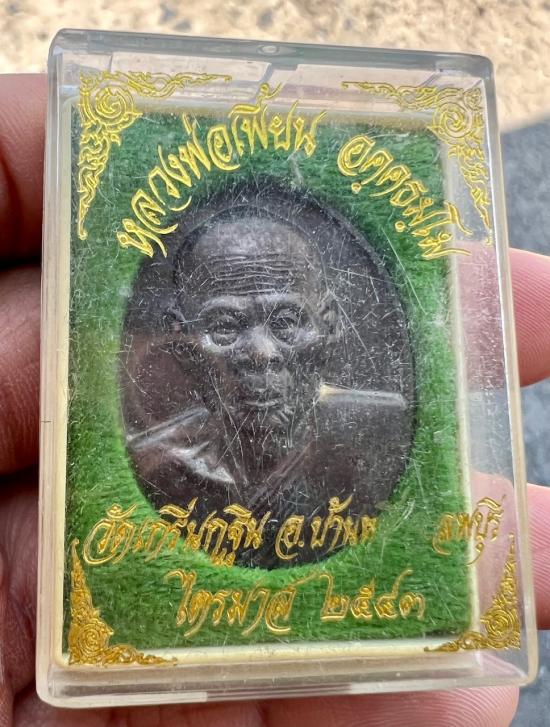 หลวงพ่อเพี้ยน อคฺคธมฺโม
วัดเกริ่นกฐิน อ.บ้านห ลพบุรี
ไตรมาส ๒๕๔๓